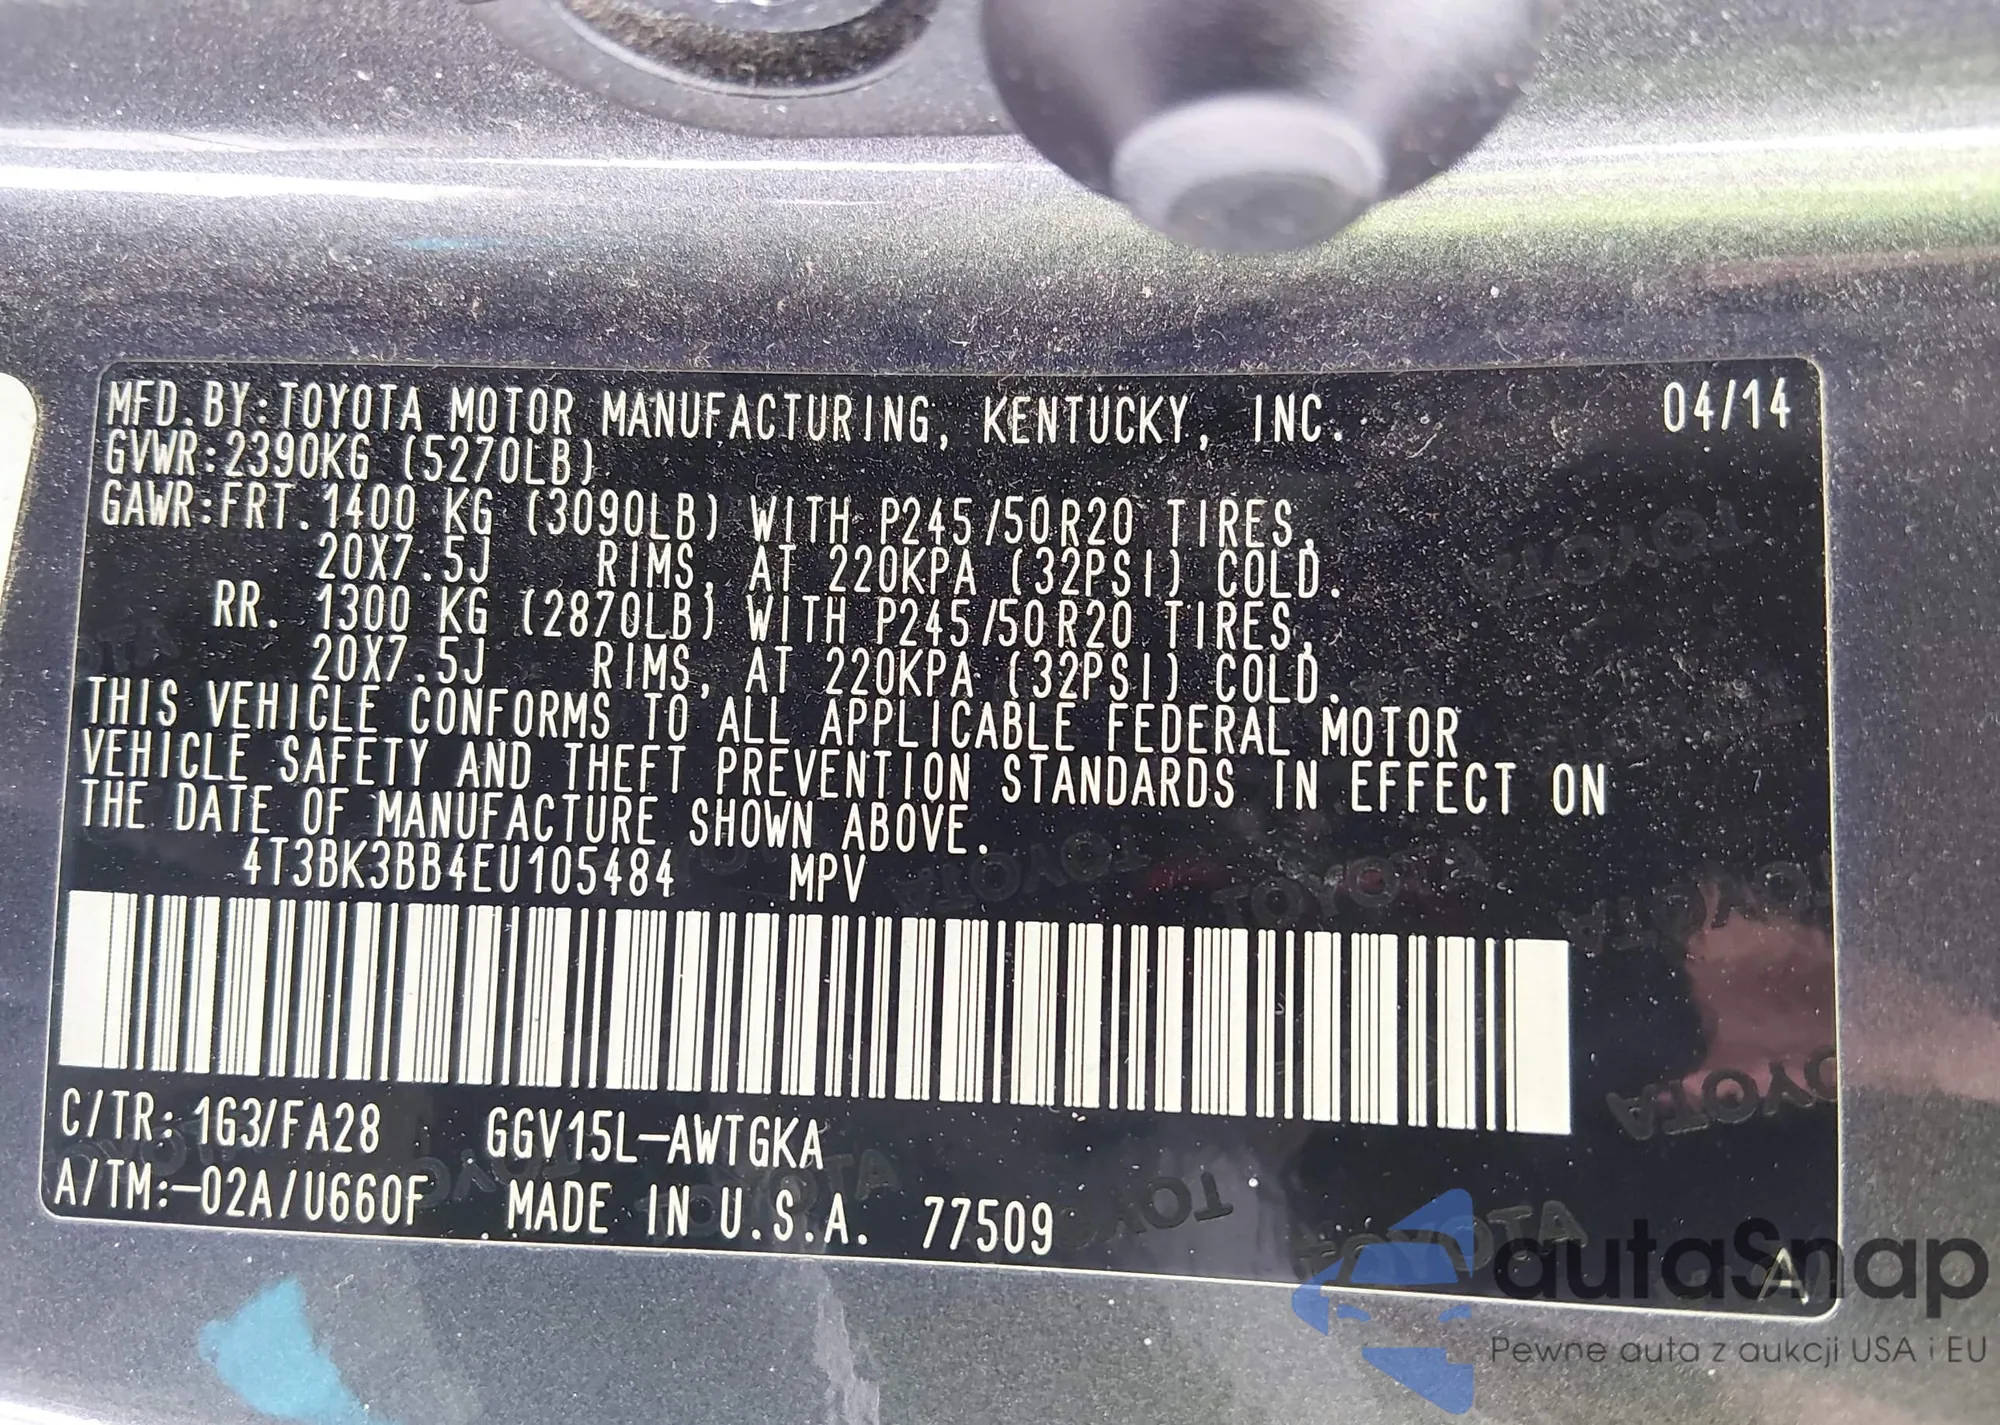 MFD.BY:TOYOTA MOTOR MANUFACTURING, KENTUCKY, INC. 04/14
GVWR:2390KG (5270LB)
GAWR:FRT. 1400 KG (3090LB) WITH P245/50R20 TIRES,
20X7.5J RIMS, AT 220KPA (32PSI) COLD.
RR. 1300 KG (2870LB) WITH P245/50R20 TIRES,
20X7.5J RIMS, AT 220KPA (32PSI) COLD.
THIS VEHICLE CONFORMS TO ALL APPLICABLE FEDERAL MOTOR
VEHICLE SAFETY AND THEFT PREVENTION STANDARDS IN EFFECT ON
THE DATE OF MANUFACTURE SHOWN ABOVE.
4T3BK3BB4EU105484 MPV
C/TR: 1G3/FA28 GGV15L-AWTGKA
A/TM:-02A/U660F MADE IN U.S.A. 77509
A
autaSnap
Pewne auta z aukcji USA i EU